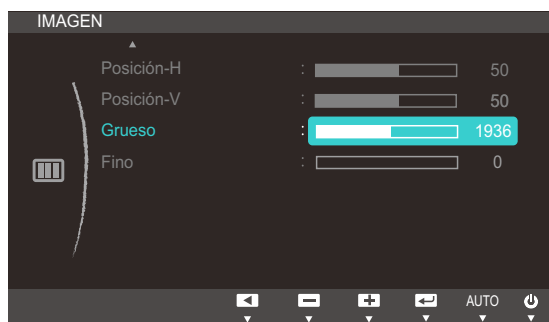 IMAGEN
Posición-H : 50
Posición-V : 50
Grueso : 1936
Fino : 0
AUTO